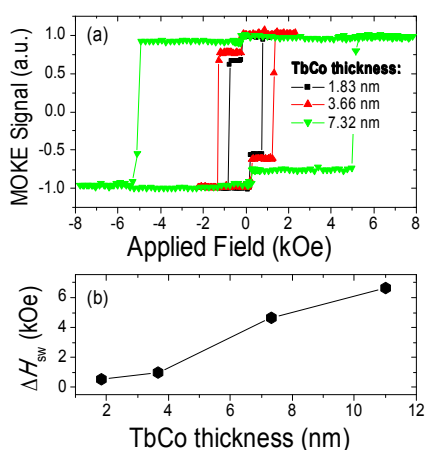 (a)
MOKE Signal (a.u.)
1.0
0.5
0.0
-0.5
-1.0
TbCo thickness:
1.83 nm
3.66 nm
7.32 nm
-8 -6 -4 -2 0 2 4 6 8
Applied Field (kOe)
(b)
ΔHsw (kOe)
6
4
2
0
2 4 6 8 10 12
TbCo thickness (nm)